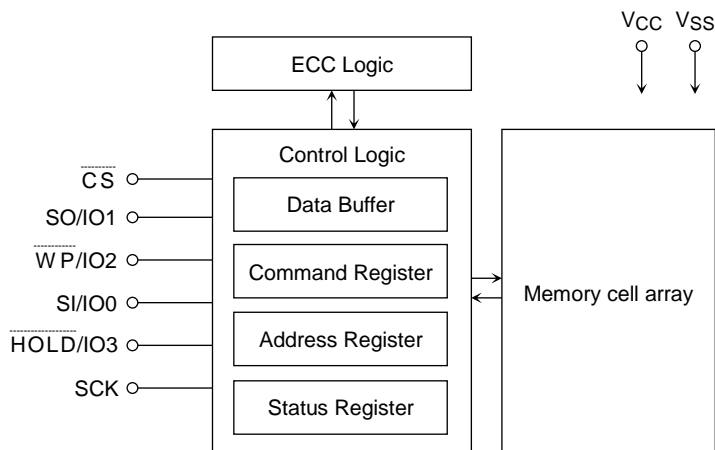 VCC VSS
ECC Logic
Control Logic
CS
Data Buffer
SO/IO1
WP/IO2
Command Register
SI/IO0
Memory cell array
HOLD/IO3
Address Register
SCK
Status Register